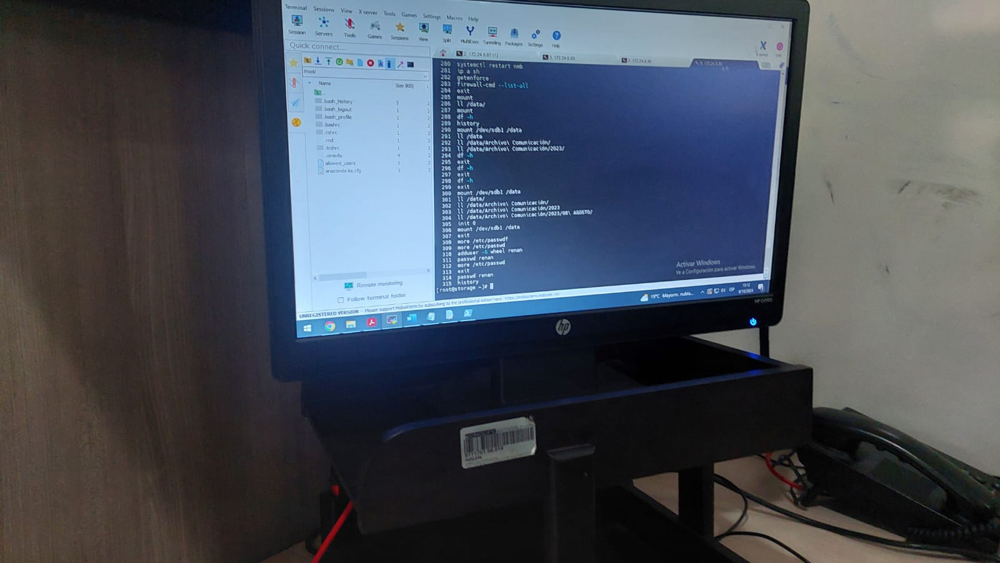 Terminal Sessions View X server Tools Games Settings Macros Help
Session Servers Tools Games Sessions View Split MultiExec Tunneling Packages Settings Help
X server Exit
Quick connect...
2. 172.24.6.87 (1)
3. 172.24.6.83
7. 172.24.6.39
/root/
Name Size (KB)
..
.bash_history 5
.bash_logout 1
.bash_profile 1
.bashrc 1
.cshrc 1
.rnd 1
.tcshrc 1
.viminfo 4
allowed_users 1
anaconda-ks.cfg 1
Remote monitoring
Follow terminal folder
280 systemctl restart nmb
281 ip a sh
282 getenforce
283 firewall-cmd --list-all
284 exit
285 mount
286 ll /data/
287 mount
288 df -h
289 history
290 mount /dev/sdb1 /data
291 ll /data
292 ll /data/Archivo\ Comunicación/
293 ll /data/Archivo\ Comunicación/2023/
294 df -h
295 exit
296 df -h
297 exit
298 df -h
299 exit
300 mount /dev/sdb1 /data
301 ll /data/
302 ll /data/Archivo\ Comunicación/
303 ll /data/Archivo\ Comunicación/2023
304 ll /data/Archivo\ Comunicación/2023/08\ AGOSTO/
305 init 0
306 mount /dev/sdb1 /data
307 exit
308 more /etc/passwdf
309 more /etc/passwd
310 adduser -G wheel renan
311 passwd renan
312 more /etc/passwd
313 exit
314 passwd renan
315 history
[root@storage ~]#
Activar Windows
Ve a Configuración para activar Windows.
UNREGISTERED VERSION - Please support MobaXterm by subscribing to the professional edition here: https://mobaxterm.mobatek.net
19°C Mayorm. nubla... ESP 15:12
9/10/2024
hp